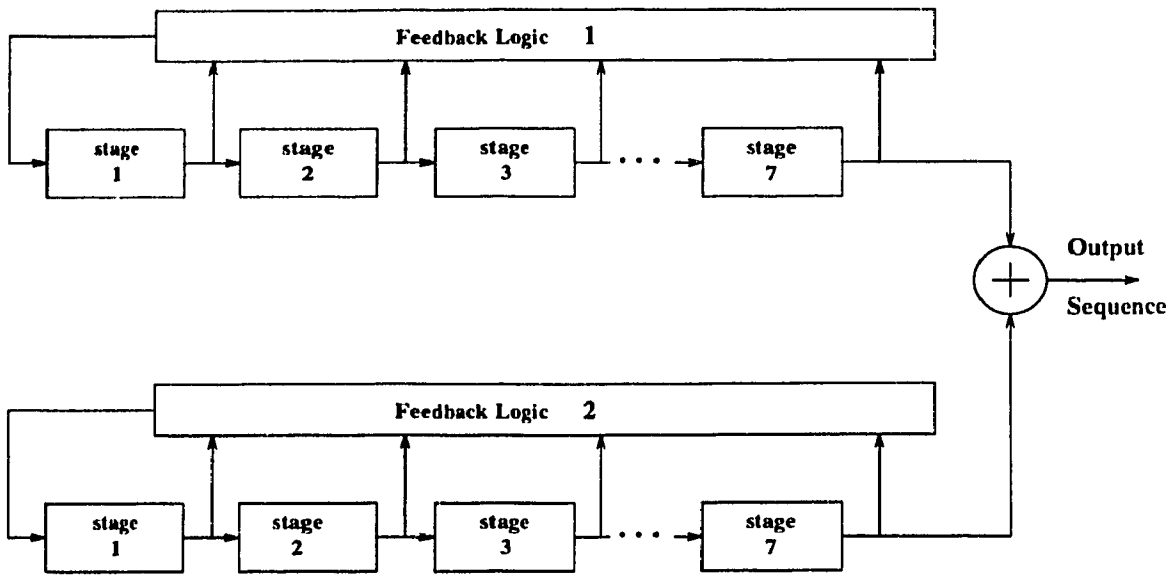 Feedback Logic 1
stage 1
stage 2
stage 3
. . .
stage 7
Output
Sequence
Feedback Logic 2
stage 1
stage 2
stage 3
. . .
stage 7